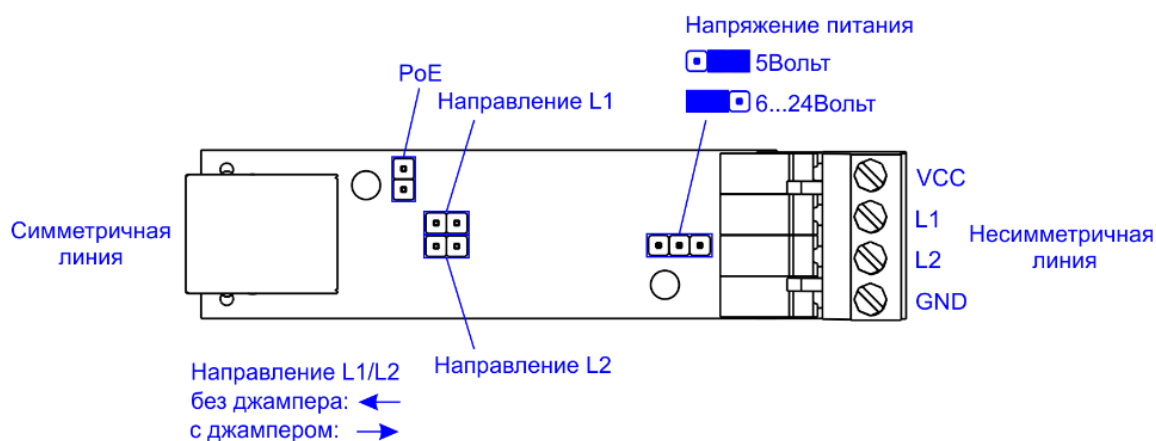 Напряжение питания
5Вольт
6...24Вольт
PoE
Направление L1
VCC
L1
L2
GND
Симметричная
линия
Несимметричная
линия
Направление L2
Направление L1/L2
без джампера:
с джампером: